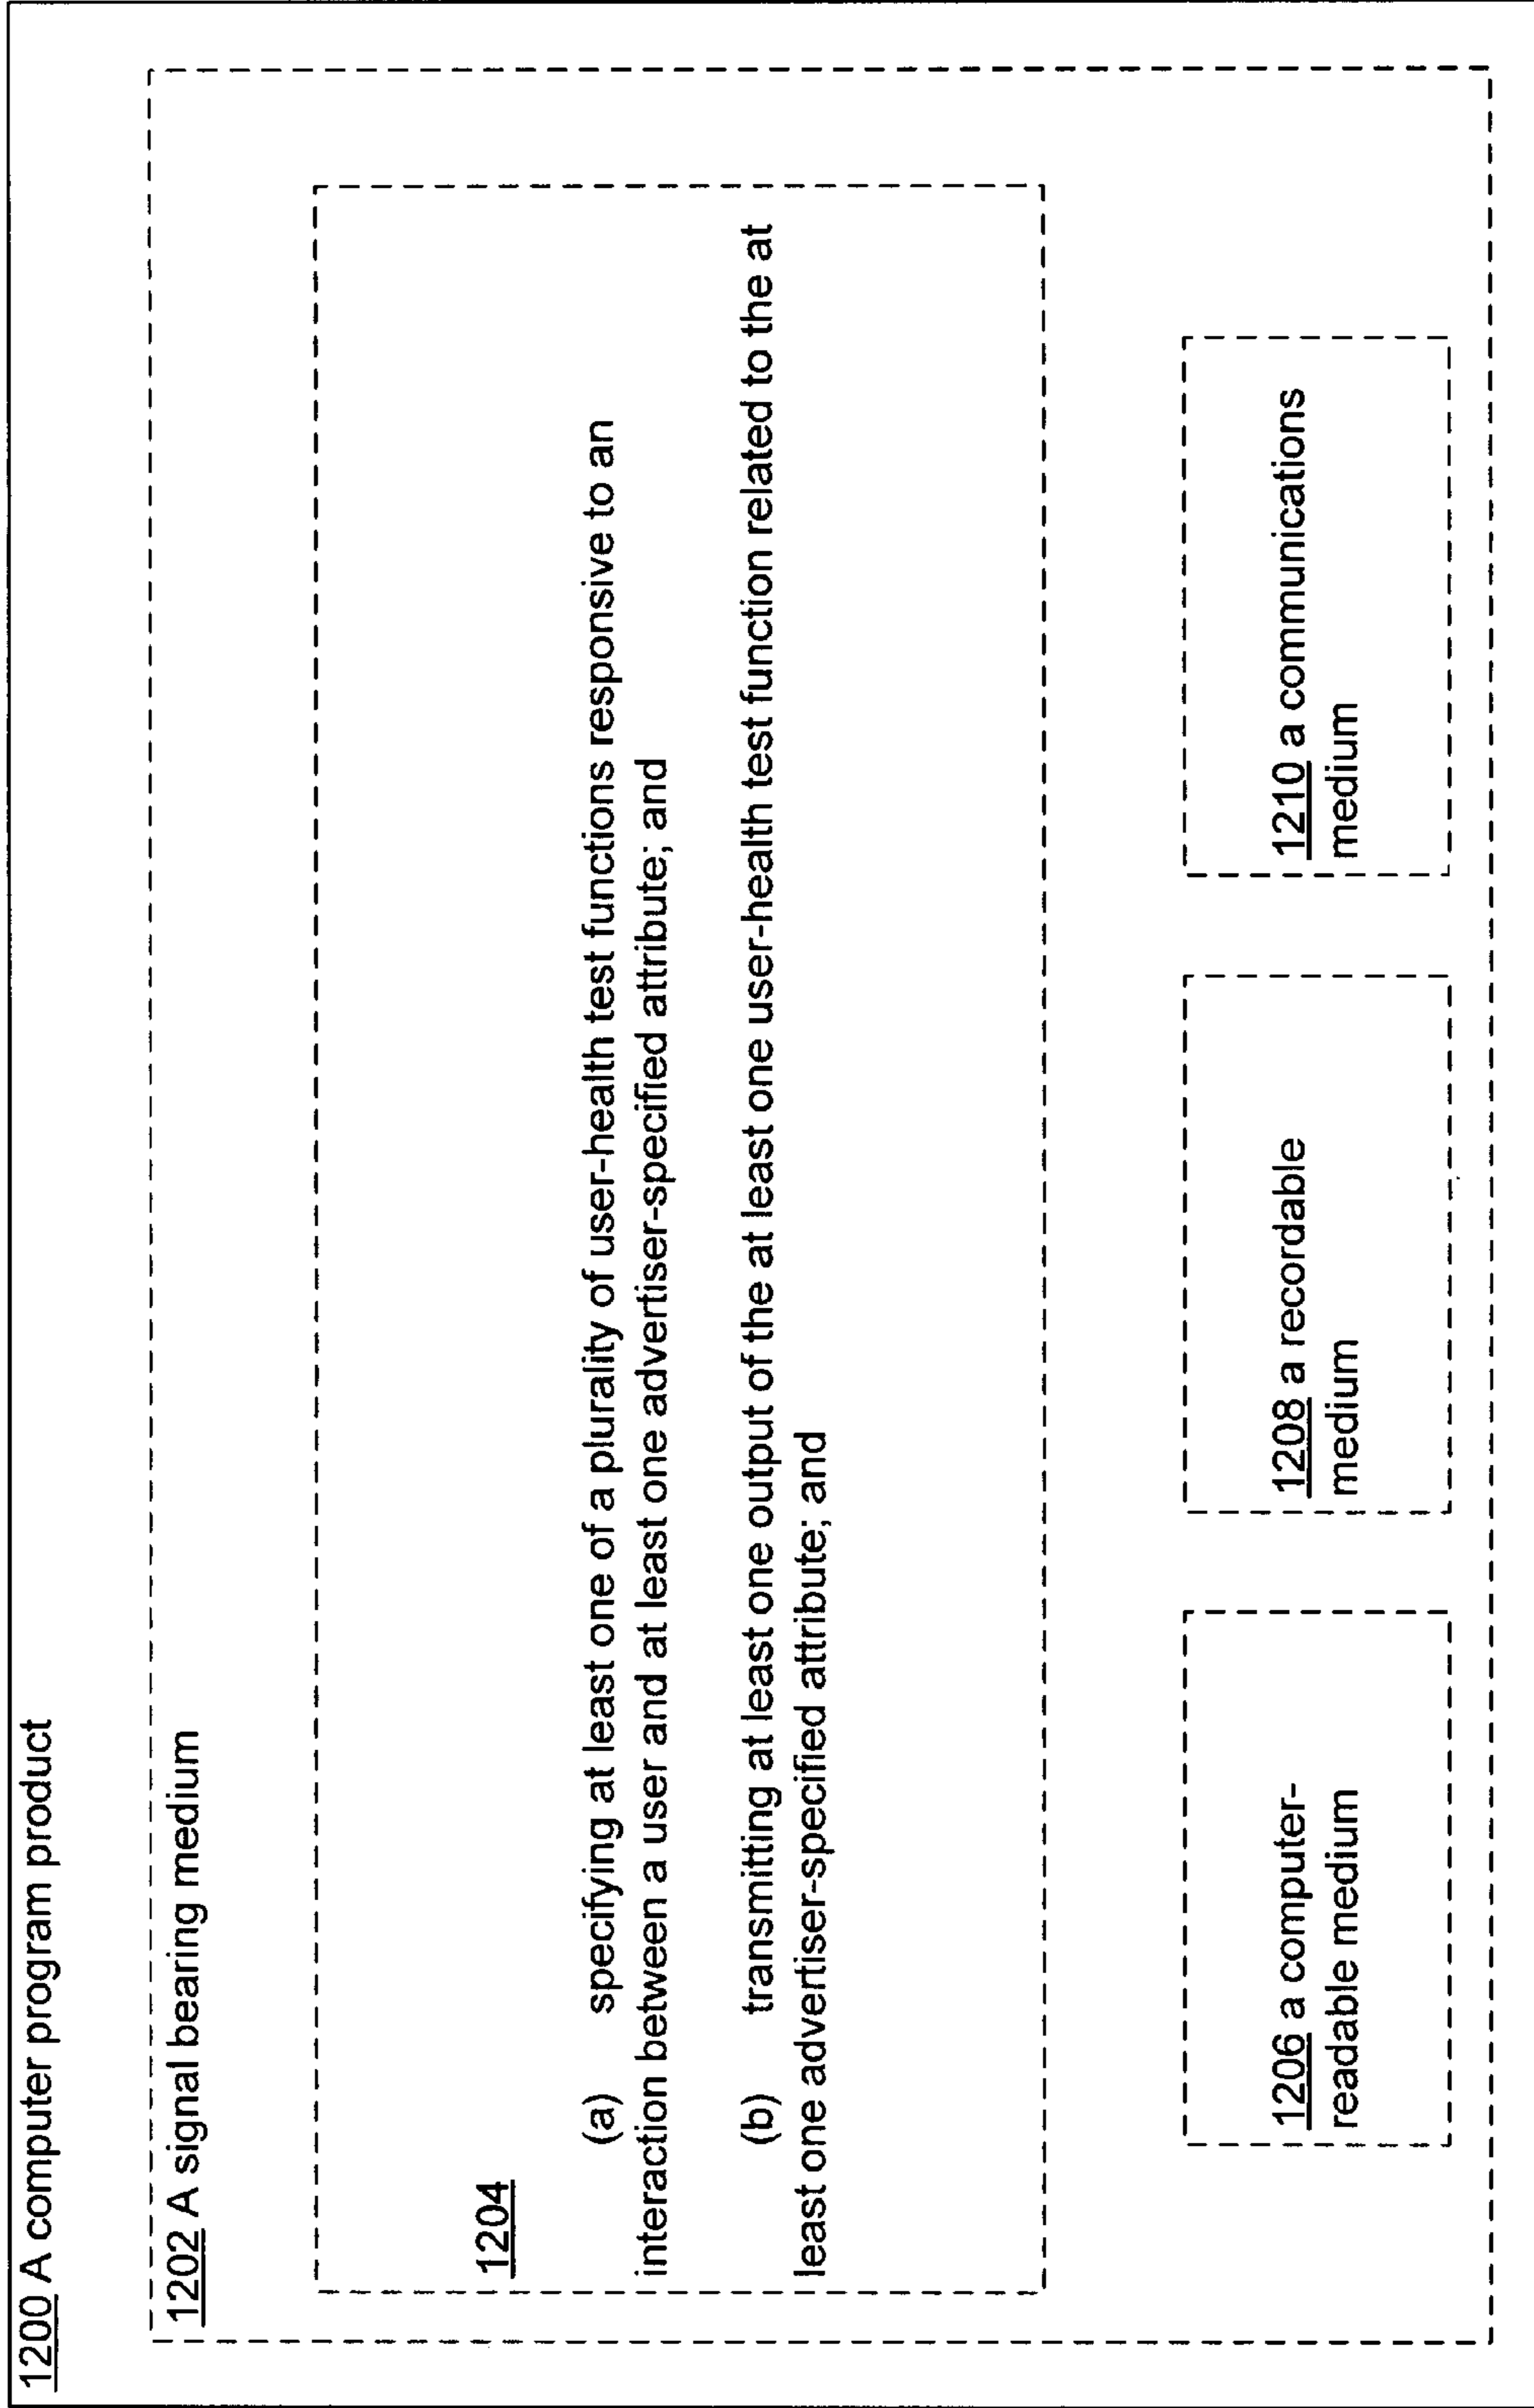 1200 A computer program product
1202 A signal bearing medium
1204
(a) specifying at least one of a plurality of user-health test functions responsive to an
interaction between a user and at least one advertiser-specified attribute; and
(b) transmitting at least one output of the at least one user-health test function related to the at
least one advertiser-specified attribute; and
1206 a computer-
readable medium
1208 a recordable
medium
1210 a communications
medium